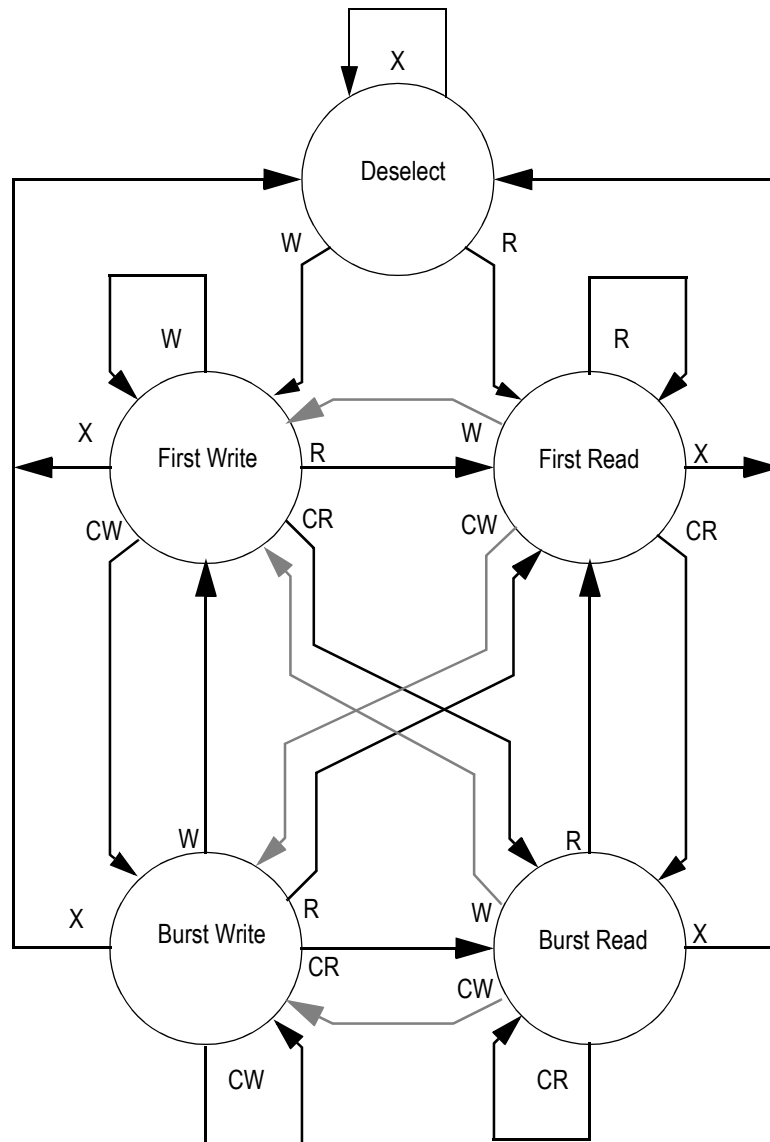 X
Deselect
W
R
W
R
X
W
First Write
R
First Read
X
CW
CR
CW
CR
W
R
X
R
W
Burst Write
Burst Read
X
CR
CW
CW
CR